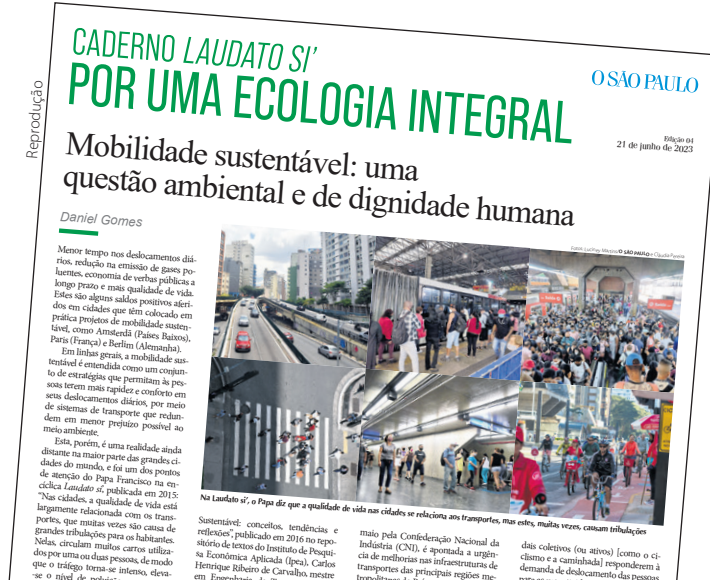 Reprodução
CADERNO LAUDATO SI'
POR UMA ECOLOGIA INTEGRAL
O SÃO PAULO
Edição 04
21 de junho de 2023
Mobilidade sustentável: uma
questão ambiental e de dignidade humana
Daniel Gomes
Fotos: Luciney Martins/O SÃO PAULO e Cláudia Pereira
Menor tempo nos deslocamentos diá-
rios, redução na emissão de gases po-
luentes, economia de verbas públicas a
longo prazo e mais qualidade de vida.
Estes são alguns saldos positivos aferi-
dos em cidades que têm colocado em
prática projetos de mobilidade susten-
tável, como Amsterdã (Países Baixos),
Paris (França) e Berlim (Alemanha).
Em linhas gerais, a mobilidade sus-
tentável é entendida como um conjun-
to de estratégias que permitam às pes-
soas terem mais rapidez e conforto em
seus deslocamentos diários, por meio
de sistemas de transporte que redun-
dem em menor prejuízo possível ao
meio ambiente.
Esta, porém, é uma realidade ainda
distante na maior parte das grandes ci-
dades do mundo, e foi um dos pontos
de atenção do Papa Francisco na en-
cíclica Laudato si', publicada em 2015:
"Nas cidades, a qualidade de vida está
largamente relacionada com os trans-
portes, que muitas vezes são causa de
grandes tribulações para os habitantes.
Nelas, circulam muitos carros utiliza-
dos por uma ou duas pessoas, de modo
que o tráfego torna-se intenso, eleva-
-se o nível de
Na Laudato si', o Papa diz que a qualidade de vida nas cidades se relaciona aos transportes, mas estes, muitas vezes, causam tribulações
Sustentável: conceitos, tendências e
reflexões", publicado em 2016 no repo-
sitório de textos do Instituto de Pesqui-
sa Econômica Aplicada (Ipea), Carlos
Henrique Ribeiro de Carvalho, mestre
em Engenharia de
maio pela Confederação Nacional da
Indústria (CNI), é apontada a urgên-
cia de melhorias nas infraestruturas de
transportes das principais regiões me-
dais coletivos (ou ativos) [como o ci-
clismo e a caminhada] responderem à
demanda de deslocamento das pessoas